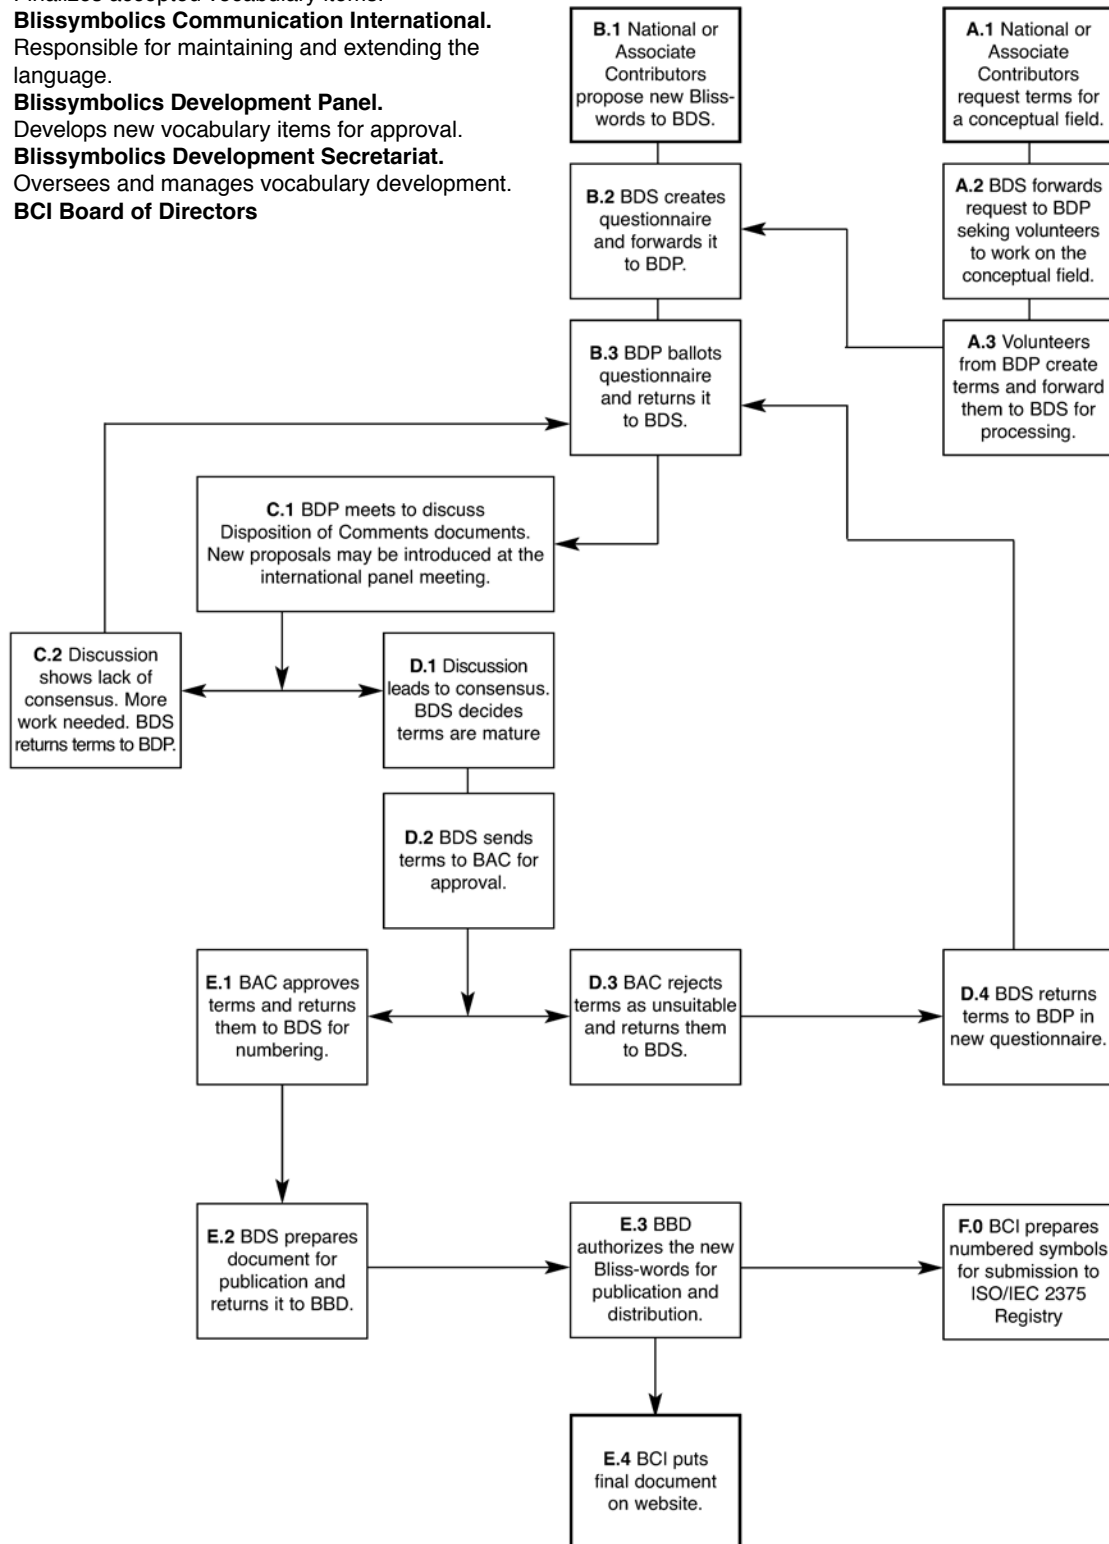 Finalizes accepted vocabulary items.
Blissymbolics Communication International.
Responsible for maintaining and extending the
language.
Blissymbolics Development Panel.
Develops new vocabulary items for approval.
Blissymbolics Development Secretariat.
Oversees and manages vocabulary development.
BCI Board of Directors
B.1 National or
Associate
Contributors
propose new Bliss-
words to BDS.
A.1 National or
Associate
Contributors
request terms for
a conceptual field.
B.2 BDS creates
questionnaire
and forwards it
to BDP.
A.2 BDS forwards
request to BDP
seking volunteers
to work on the
conceptual field.
B.3 BDP ballots
questionnaire
and returns it
to BDS.
A.3 Volunteers
from BDP create
terms and forward
them to BDS for
processing.
C.1 BDP meets to discuss
Disposition of Comments documents.
New proposals may be introduced at the
international panel meeting.
C.2 Discussion
shows lack of
consensus. More
work needed. BDS
returns terms to BDP.
D.1 Discussion
leads to consensus.
BDS decides
terms are mature
D.2 BDS sends
terms to BAC for
approval.
E.1 BAC approves
terms and returns
them to BDS for
numbering.
D.3 BAC rejects
terms as unsuitable
and returns them
to BDS.
D.4 BDS returns
terms to BDP in
new questionnaire.
E.2 BDS prepares
document for
publication and
returns it to BBD.
E.3 BBD
authorizes the new
Bliss-words for
publication and
distribution.
F.0 BCI prepares
numbered symbols
for submission to
ISO/IEC 2375
Registry
E.4 BCI puts
final document
on website.